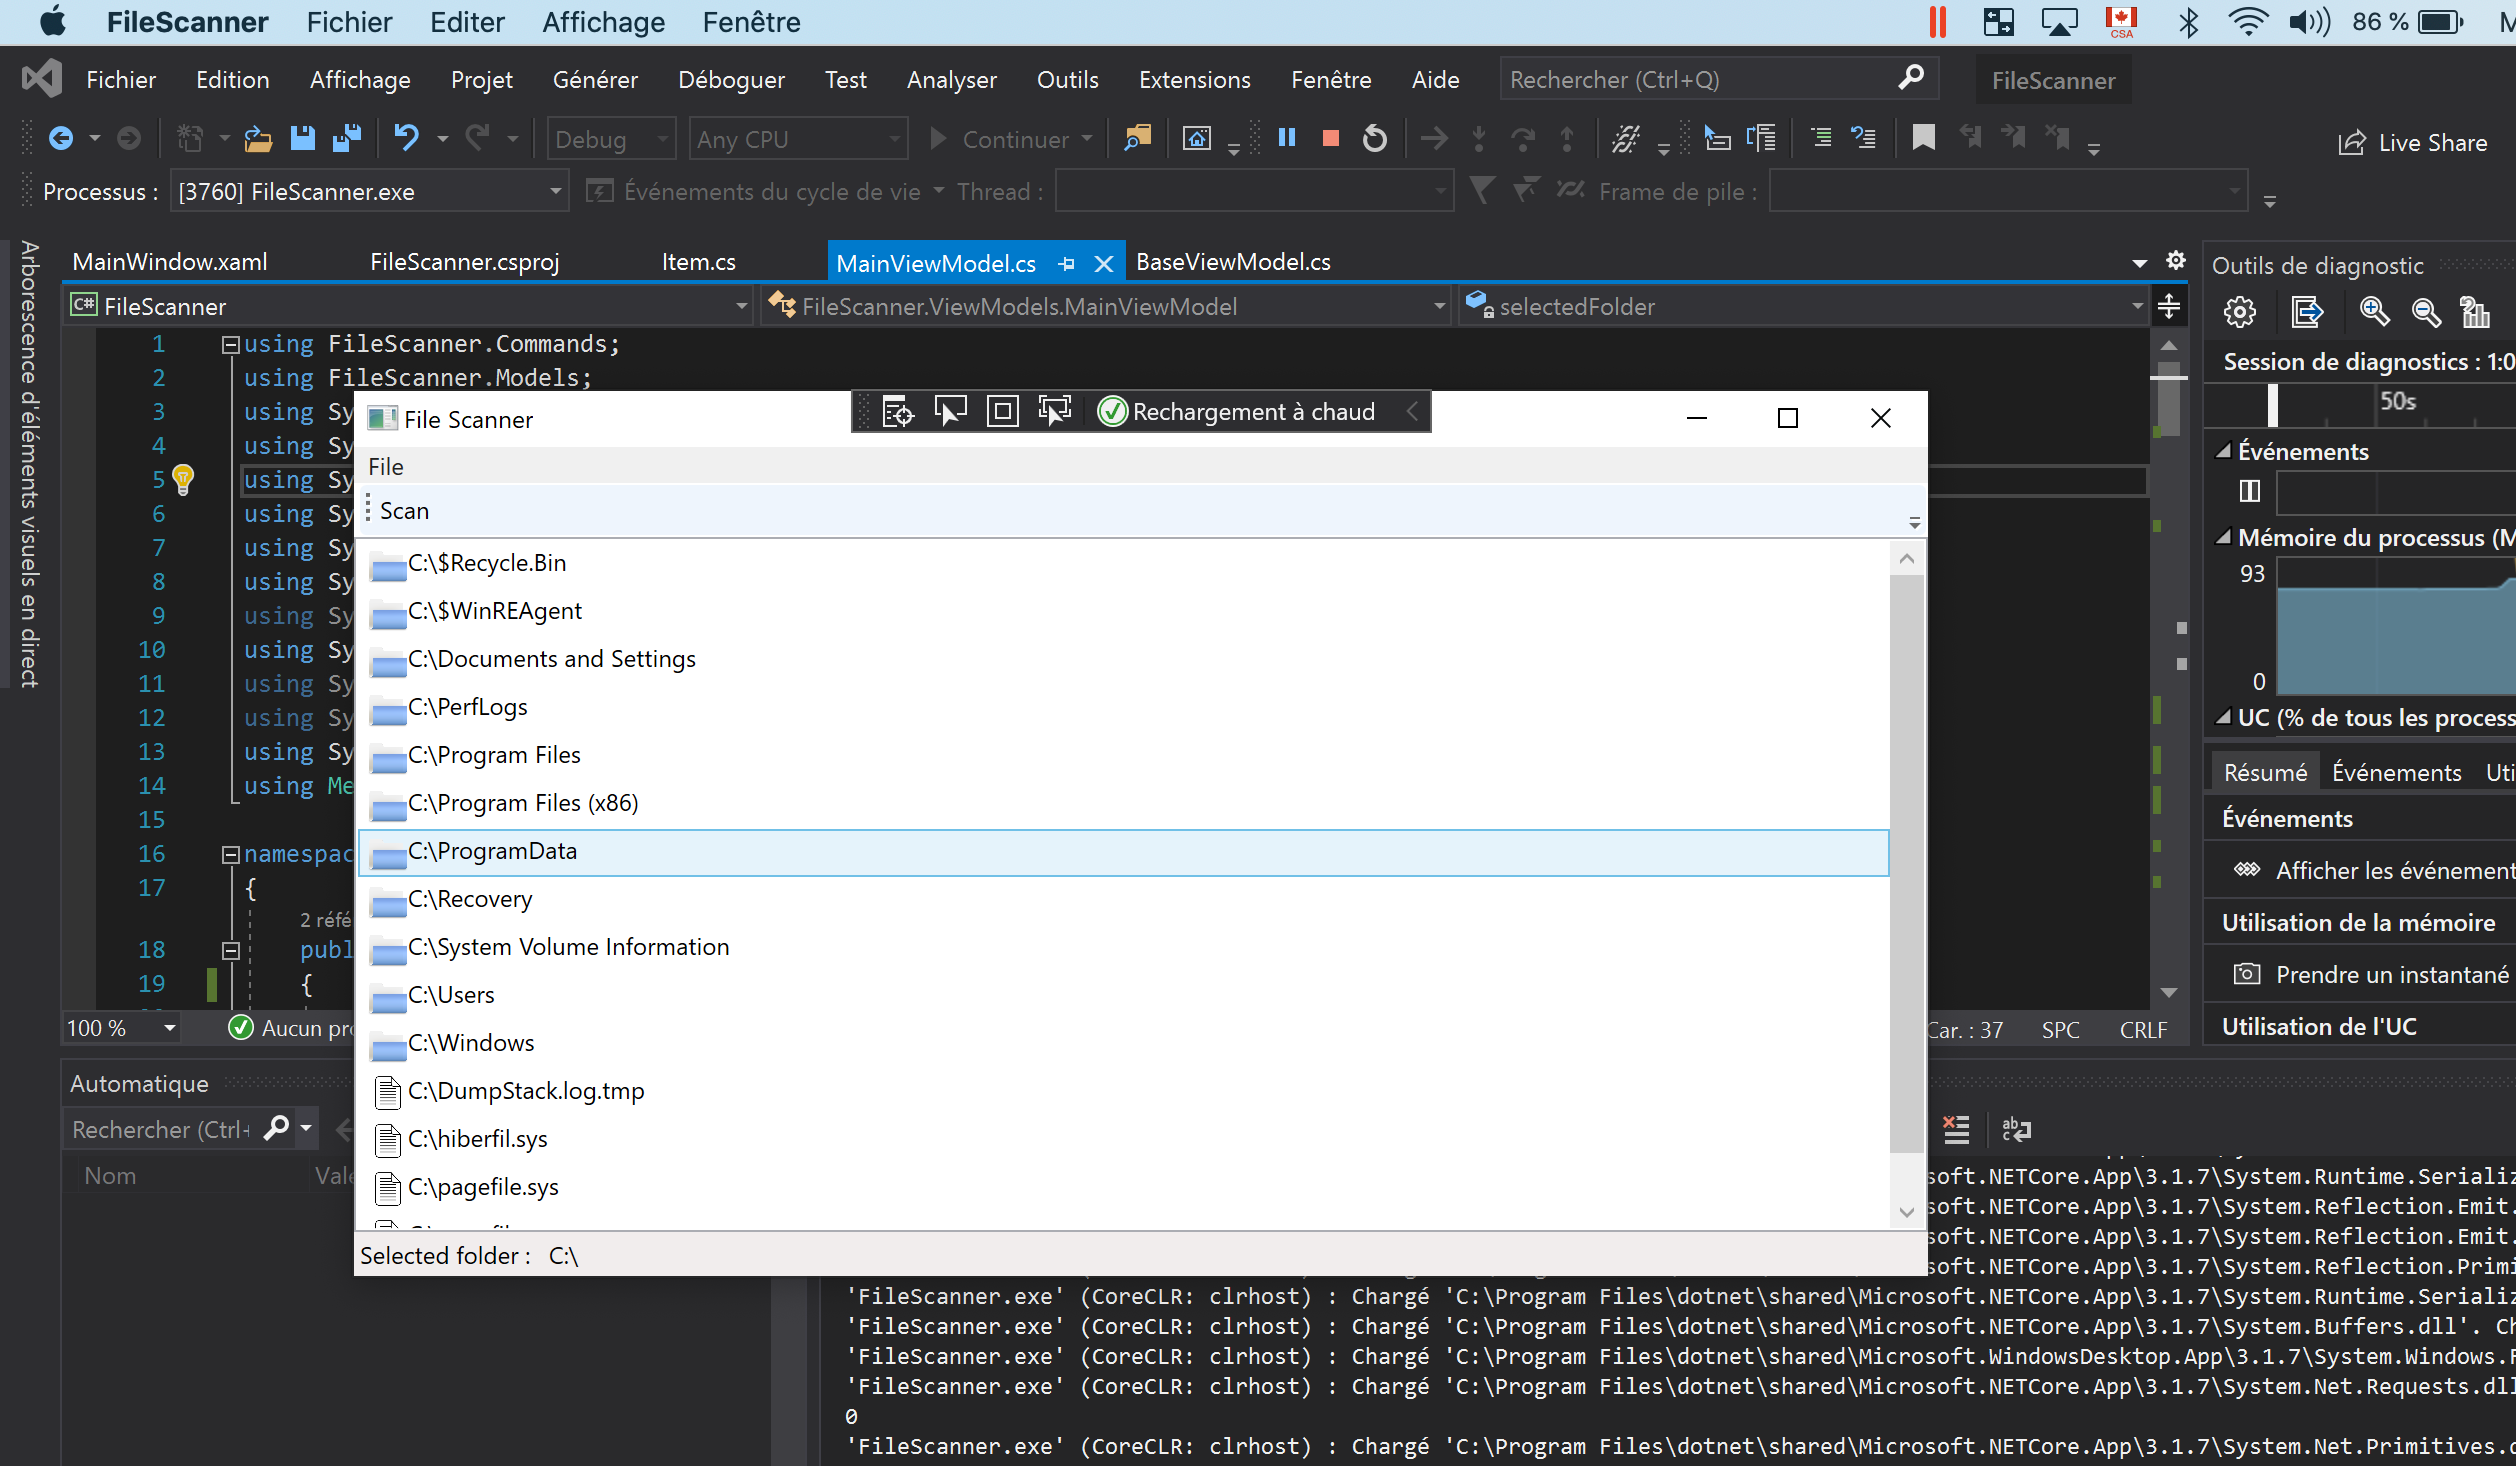 FileScanner Fichier Editer Affichage Fenêtre CSA 86 %
Fichier Edition Affichage Projet Générer Déboguer Test Analyser Outils Extensions Fenêtre Aide Rechercher (Ctrl+Q) FileScanner
Debug Any CPU Continuer Live Share
Processus : [3760] FileScanner.exe Événements du cycle de vie Thread : Frame de pile :
Arborescence d'éléments visuels en direct
MainWindow.xaml FileScanner.csproj Item.cs MainViewModel.cs BaseViewModel.cs
C# FileScanner FileScanner.ViewModels.MainViewModel selectedFolder
1 using FileScanner.Commands;
2 using FileScanner.Models;
3 using Sy
4 using Sy
5 using Sy
6 using Sy
7 using Sy
8 using Sy
9 using Sy
10 using Sy
11 using Sy
12 using Sy
13 using Sy
14 using Me
15
16 namespac
17 {
2 réfé
18 publ
19 {
100 % Aucun pro
Car. : 37 SPC CRLF
File Scanner
Rechargement à chaud
File
Scan
C:\$Recycle.Bin
C:\$WinREAgent
C:\Documents and Settings
C:\PerfLogs
C:\Program Files
C:\Program Files (x86)
C:\ProgramData
C:\Recovery
C:\System Volume Information
C:\Users
C:\Windows
C:\DumpStack.log.tmp
C:\hiberfil.sys
C:\pagefile.sys
Selected folder : C:\
Outils de diagnostic
Session de diagnostics : 1:0
50s
Événements
Mémoire du processus (M
93
0
UC (% de tous les process
Résumé Événements Uti
Événements
Afficher les événement
Utilisation de la mémoire
Prendre un instantané
Utilisation de l'UC
Automatique
Rechercher (Ctrl+
Nom Vale
soft.NETCore.App\3.1.7\System.Runtime.Serializ
soft.NETCore.App\3.1.7\System.Reflection.Emit.
soft.NETCore.App\3.1.7\System.Reflection.Emit.
soft.NETCore.App\3.1.7\System.Reflection.Primi
'FileScanner.exe' (CoreCLR: clrhost) : Chargé 'C:\Program Files\dotnet\shared\Microsoft.NETCore.App\3.1.7\System.Runtime.Serializ
'FileScanner.exe' (CoreCLR: clrhost) : Chargé 'C:\Program Files\dotnet\shared\Microsoft.NETCore.App\3.1.7\System.Buffers.dll'. Ch
'FileScanner.exe' (CoreCLR: clrhost) : Chargé 'C:\Program Files\dotnet\shared\Microsoft.WindowsDesktop.App\3.1.7\System.Windows.F
'FileScanner.exe' (CoreCLR: clrhost) : Chargé 'C:\Program Files\dotnet\shared\Microsoft.NETCore.App\3.1.7\System.Net.Requests.dll
0
'FileScanner.exe' (CoreCLR: clrhost) : Chargé 'C:\Program Files\dotnet\shared\Microsoft.NETCore.App\3.1.7\System.Net.Primitives.d